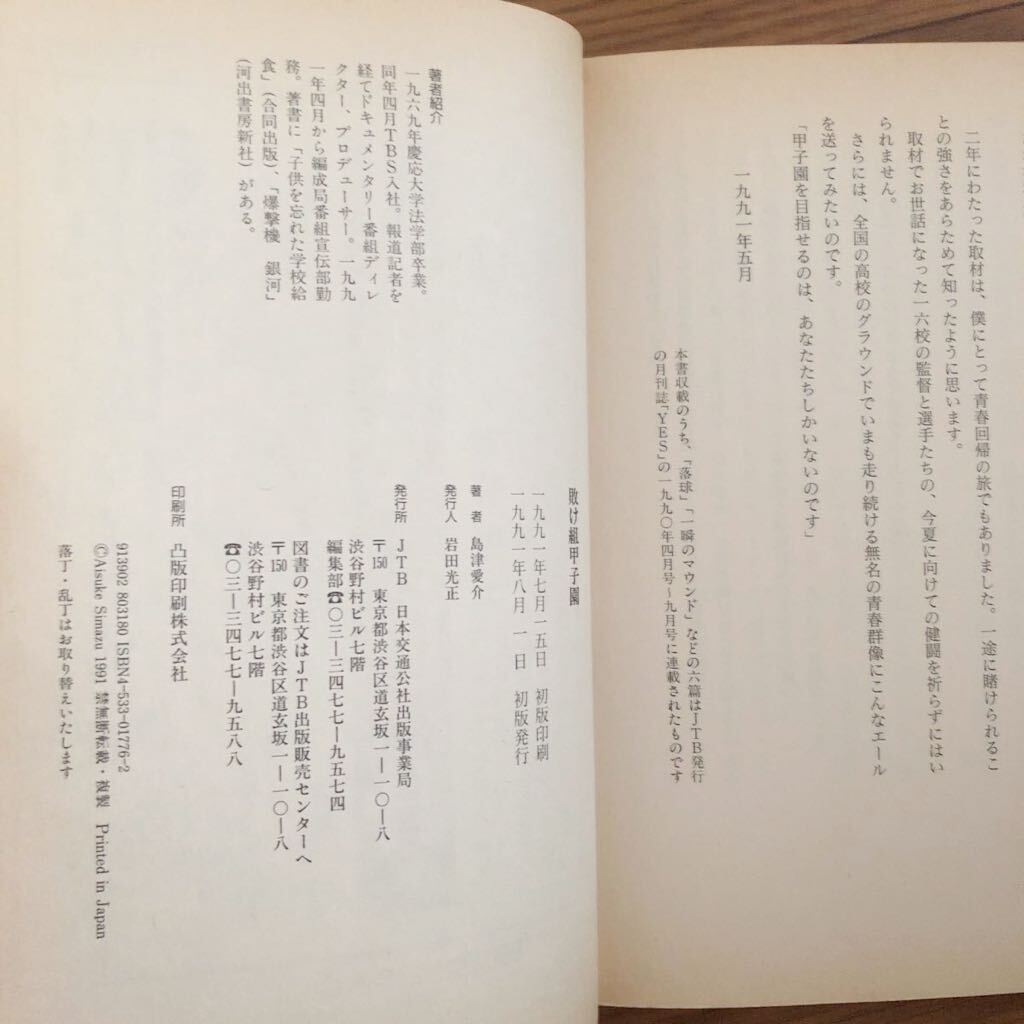 二年にわたった取材は、僕にとって青春回帰の旅でもありました。一途に賭けられるこ
との強さをあらためて知ったように思います。
取材でお世話になった一六校の監督と選手たちの、今夏に向けての健闘を祈らずにはい
られません。
さらには、全国の高校のグラウンドでいまも走り続ける無名の青春群像にこんなエール
を送ってみたいのです。
「甲子園を目指せるのは、あなたたちしかいないのです」
一九九一年五月
本書収載のうち、「落球」「一瞬のマウンド」などの六篇はJTB発行
の月刊誌「YES」の一九九〇年四月号~九月号に連載されたものです
著者紹介
一九六九年慶応大学法学部卒業。
同年四月TBS入社。報道記者を
経てドキュメンタリー番組ディレ
クター、プロデューサー。一九九
一年四月から編成局番組宣伝部勤
務。著書に「子供を忘れた学校給
食」(合同出版)、「爆撃機 銀河」
(河出書房新社)がある。
敗け組甲子園
一九九一年七月一五日 初版印刷
一九九一年八月 一日 初版発行
著 者 島津愛介
発行人 岩田光正
発行所 JTB 日本交通公社出版事業局
〒150 東京都渋谷区道玄坂一ー一〇ー八
渋谷野村ビル七階
編集部☎〇三ー三四七七ー九五七四
図書のご注文はJTB出版販売センターへ
〒150 東京都渋谷区道玄坂一ー一〇ー八
渋谷野村ビル七階
☎〇三ー三四七七ー九五八八
印刷所 凸版印刷株式会社
913902 803180 ISBN4-533-01776-2
©Aisuke Simazu 1991 禁無断転載・複製 Printed in Japan
落丁・乱丁はお取り替えいたします